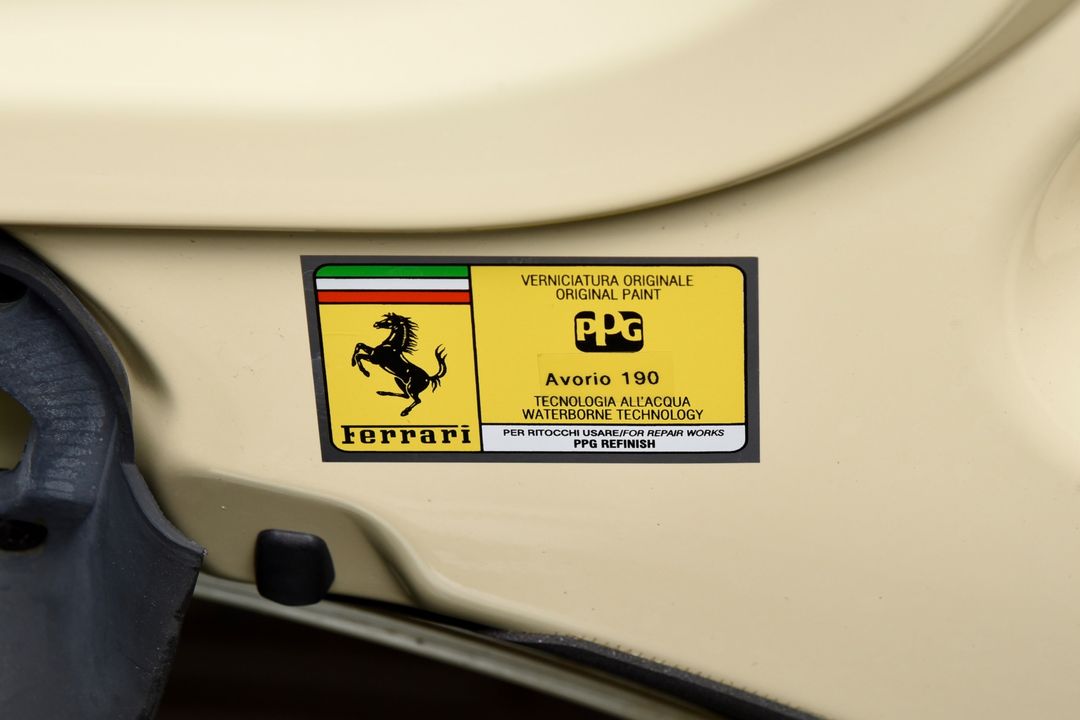 Ferrari
VERNICIATURA ORIGINALE
ORIGINAL PAINT
PPG
Avorio 190
TECNOLOGIA ALL'ACQUA
WATERBORNE TECHNOLOGY
PER RITOCCHI USARE/FOR REPAIR WORKS
PPG REFINISH